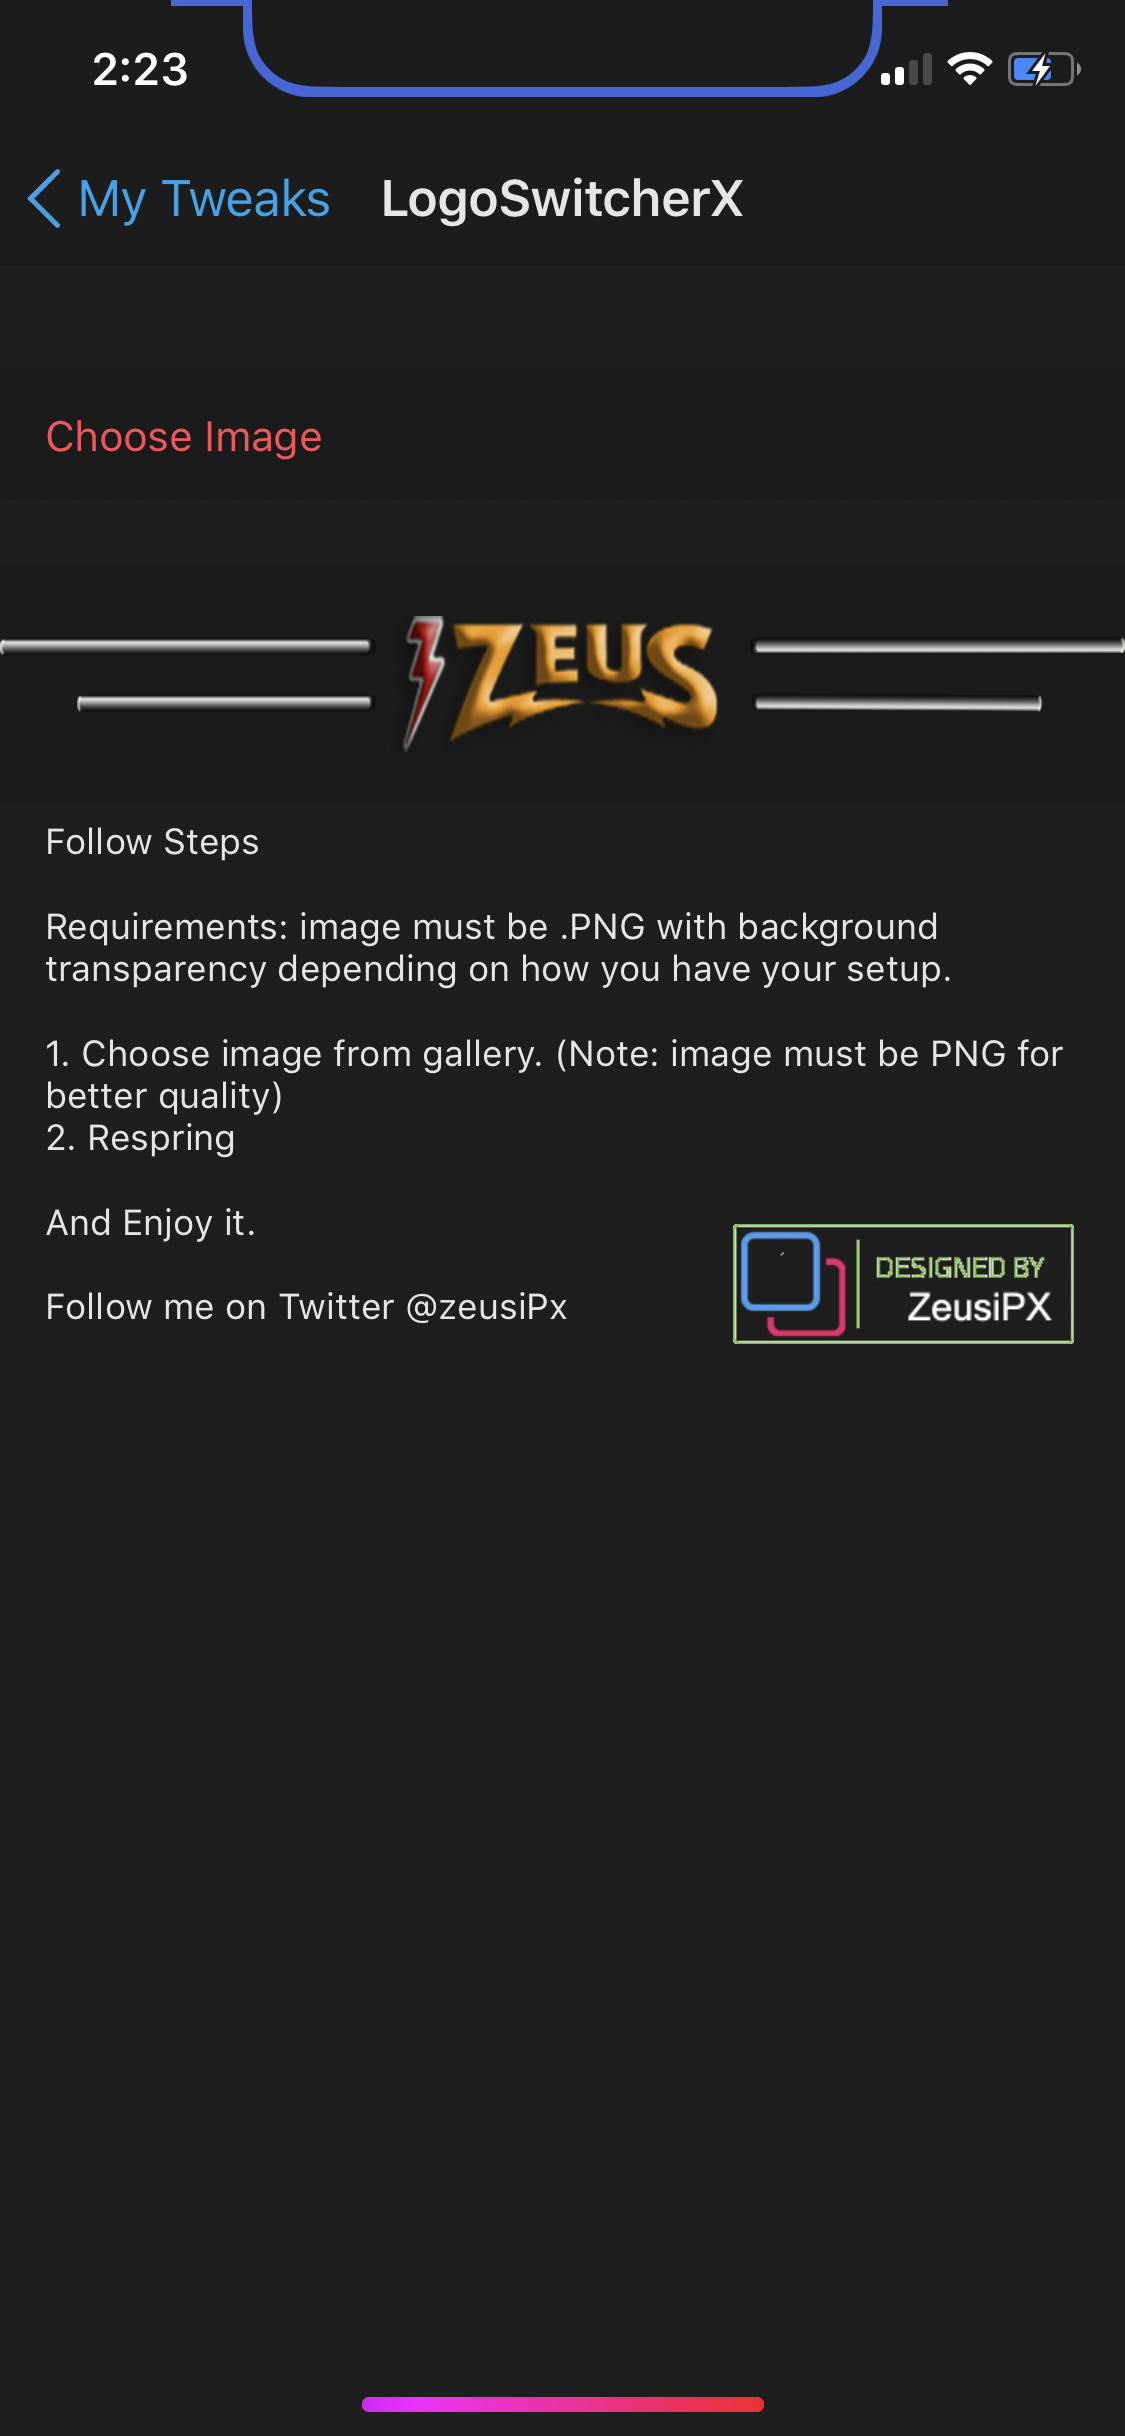 2:23
My Tweaks
LogoSwitcherX
Choose Image
ZEUS
Follow Steps
Requirements: image must be .PNG with background
transparency depending on how you have your setup.
1. Choose image from gallery. (Note: image must be PNG for
better quality)
2. Respring
And Enjoy it.
Follow me on Twitter @zeusiPx
DESIGNED BY
ZeusiPX